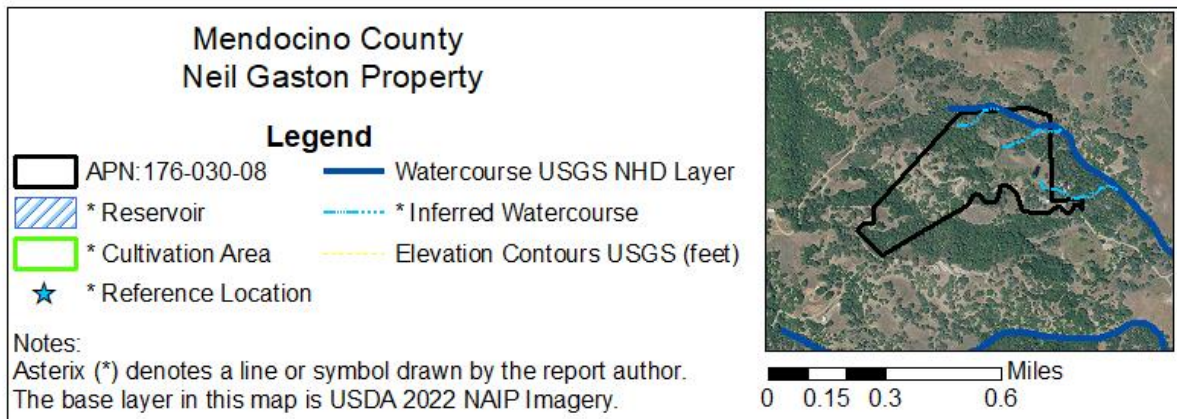 Mendocino County
Neil Gaston Property
Legend
APN:176-030-08
Watercourse USGS NHD Layer
* Reservoir
* Inferred Watercourse
* Cultivation Area
Elevation Contours USGS (feet)
* Reference Location
Notes:
Asterix (*) denotes a line or symbol drawn by the report author.
The base layer in this map is USDA 2022 NAIP Imagery.
Miles
0 0.15 0.3 0.6